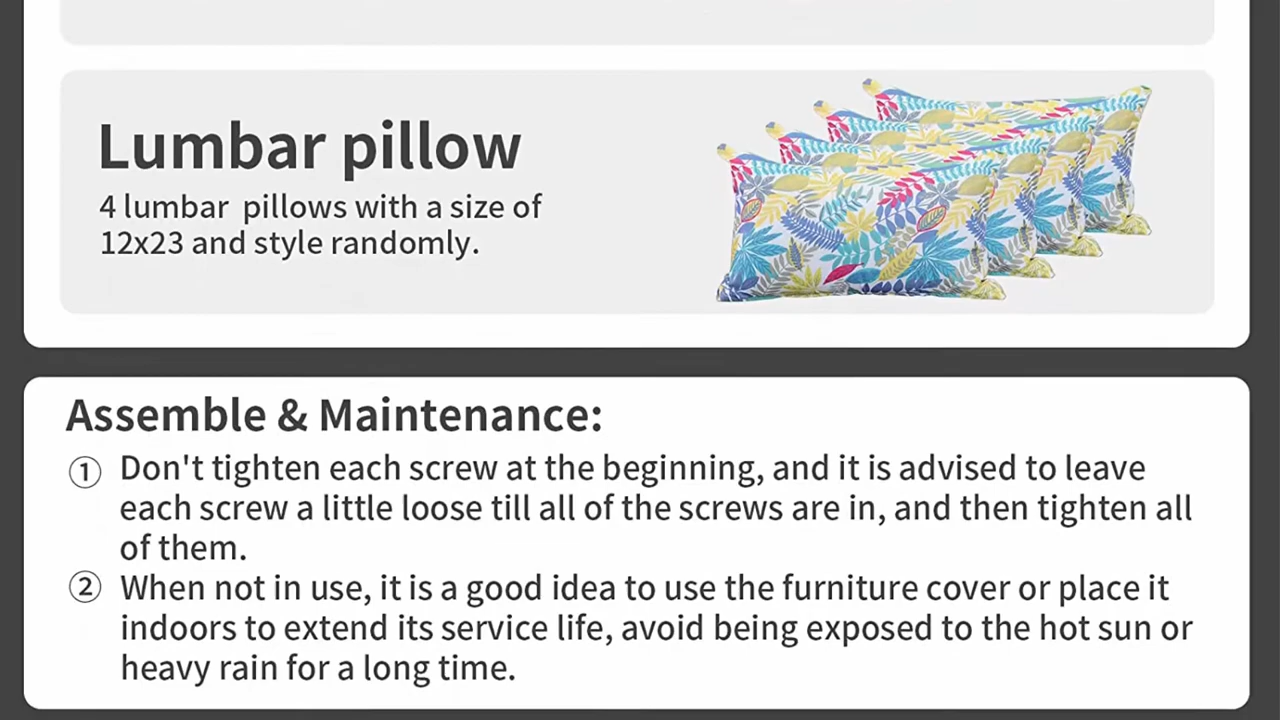 Lumbar pillow
4 lumbar pillows with a size of
12x23 and style randomly.
Assemble & Maintenance:
① Don't tighten each screw at the beginning, and it is advised to leave
each screw a little loose till all of the screws are in, and then tighten all
of them.
② When not in use, it is a good idea to use the furniture cover or place it
indoors to extend its service life, avoid being exposed to the hot sun or
heavy rain for a long time.